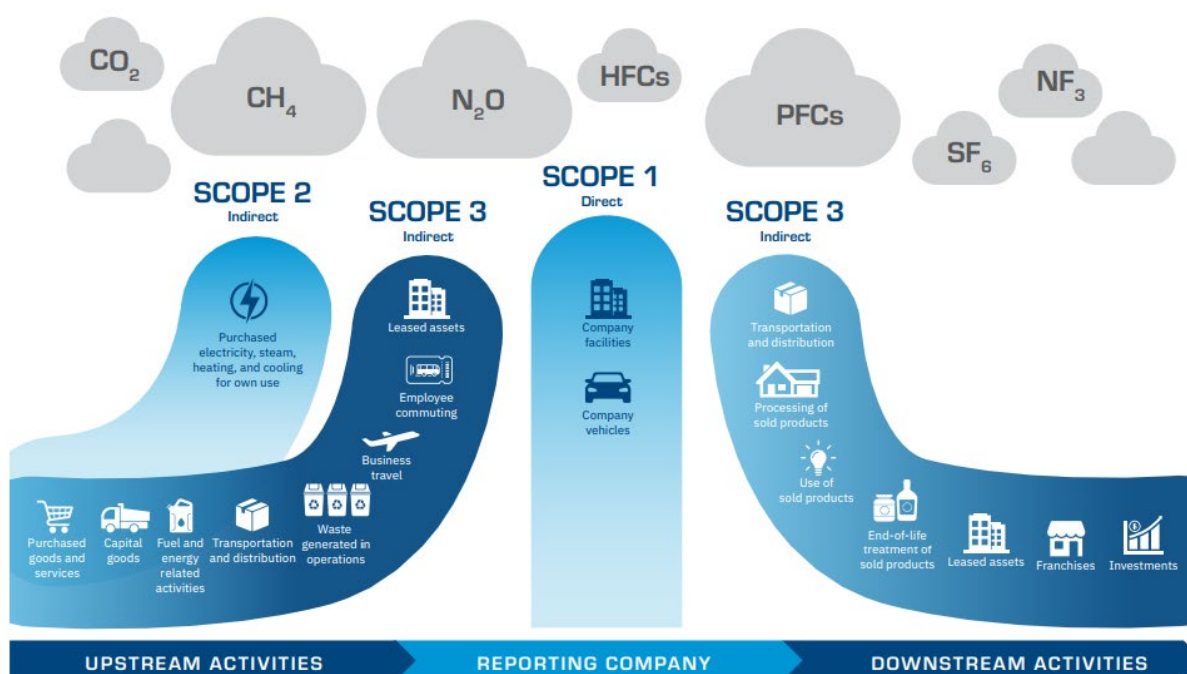 CO₂
CH₄
N₂O
HFCs
PFCs
SF₆
NF₃
SCOPE 2
Indirect
Purchased
electricity, steam,
heating, and cooling
for own use
SCOPE 3
Indirect
Leased assets
Employee
commuting
Business
travel
Waste
generated in
operations
Transportation
and distribution
Fuel and
energy
related
activities
Capital
goods
Purchased
goods and
services
SCOPE 1
Direct
Company
facilities
Company
vehicles
SCOPE 3
Indirect
Transportation
and distribution
Processing of
sold products
Use of
sold products
End-of-life
treatment of
sold products
Leased assets
Franchises
$
Investments
UPSTREAM ACTIVITIES
REPORTING COMPANY
DOWNSTREAM ACTIVITIES